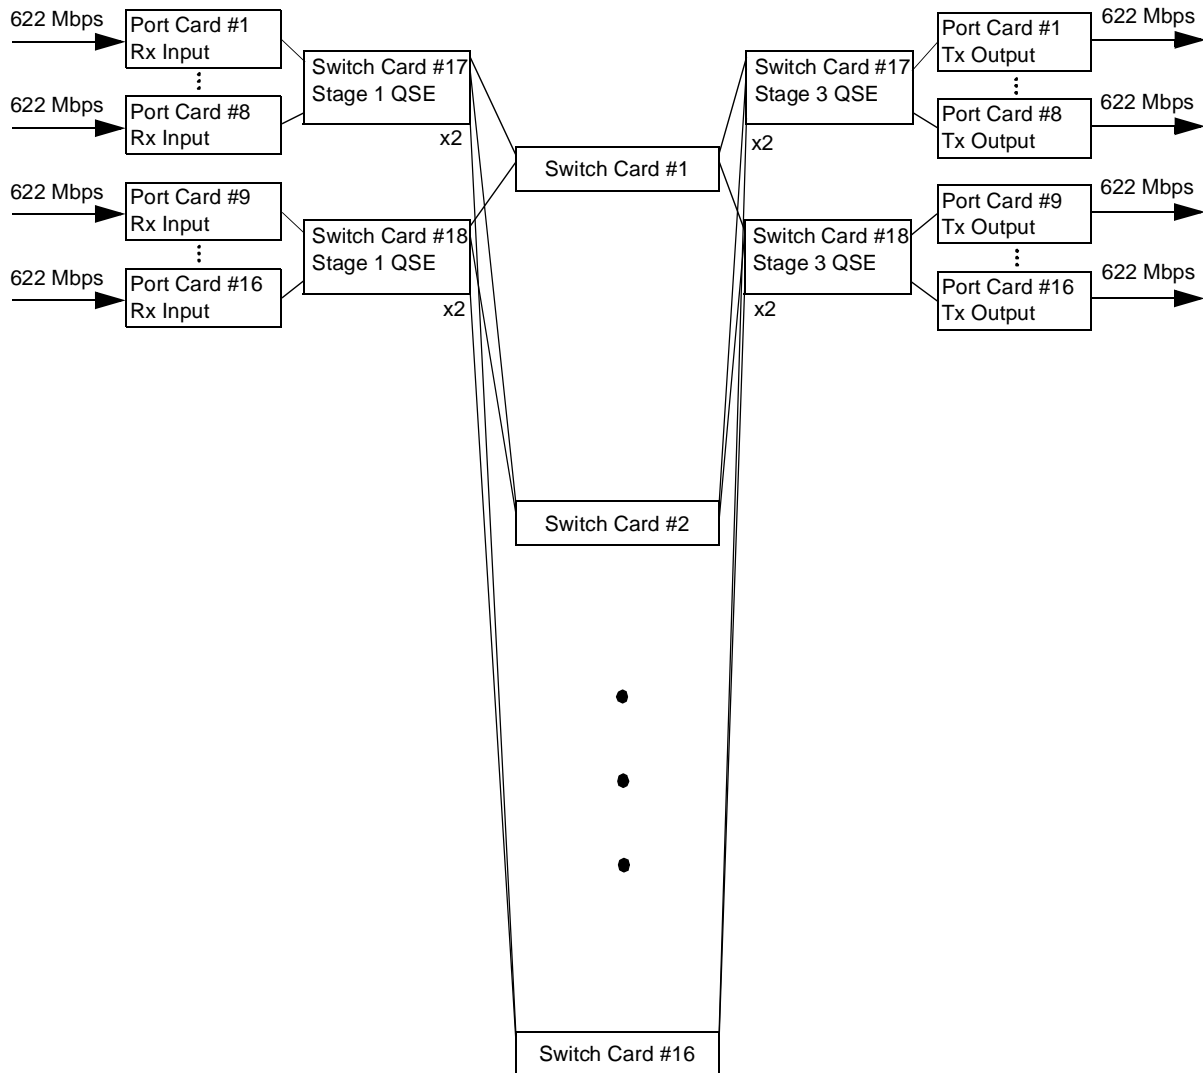 622 Mbps
Port Card #1
Rx Input
622 Mbps
Port Card #8
Rx Input
Switch Card #17
Stage 1 QSE
x2
622 Mbps
Port Card #9
Rx Input
622 Mbps
Port Card #16
Rx Input
Switch Card #18
Stage 1 QSE
x2
Switch Card #1
Switch Card #2
Switch Card #16
Switch Card #17
Stage 3 QSE
x2
Port Card #1
Tx Output
622 Mbps
Port Card #8
Tx Output
622 Mbps
Switch Card #18
Stage 3 QSE
x2
Port Card #9
Tx Output
622 Mbps
Port Card #16
Tx Output
622 Mbps